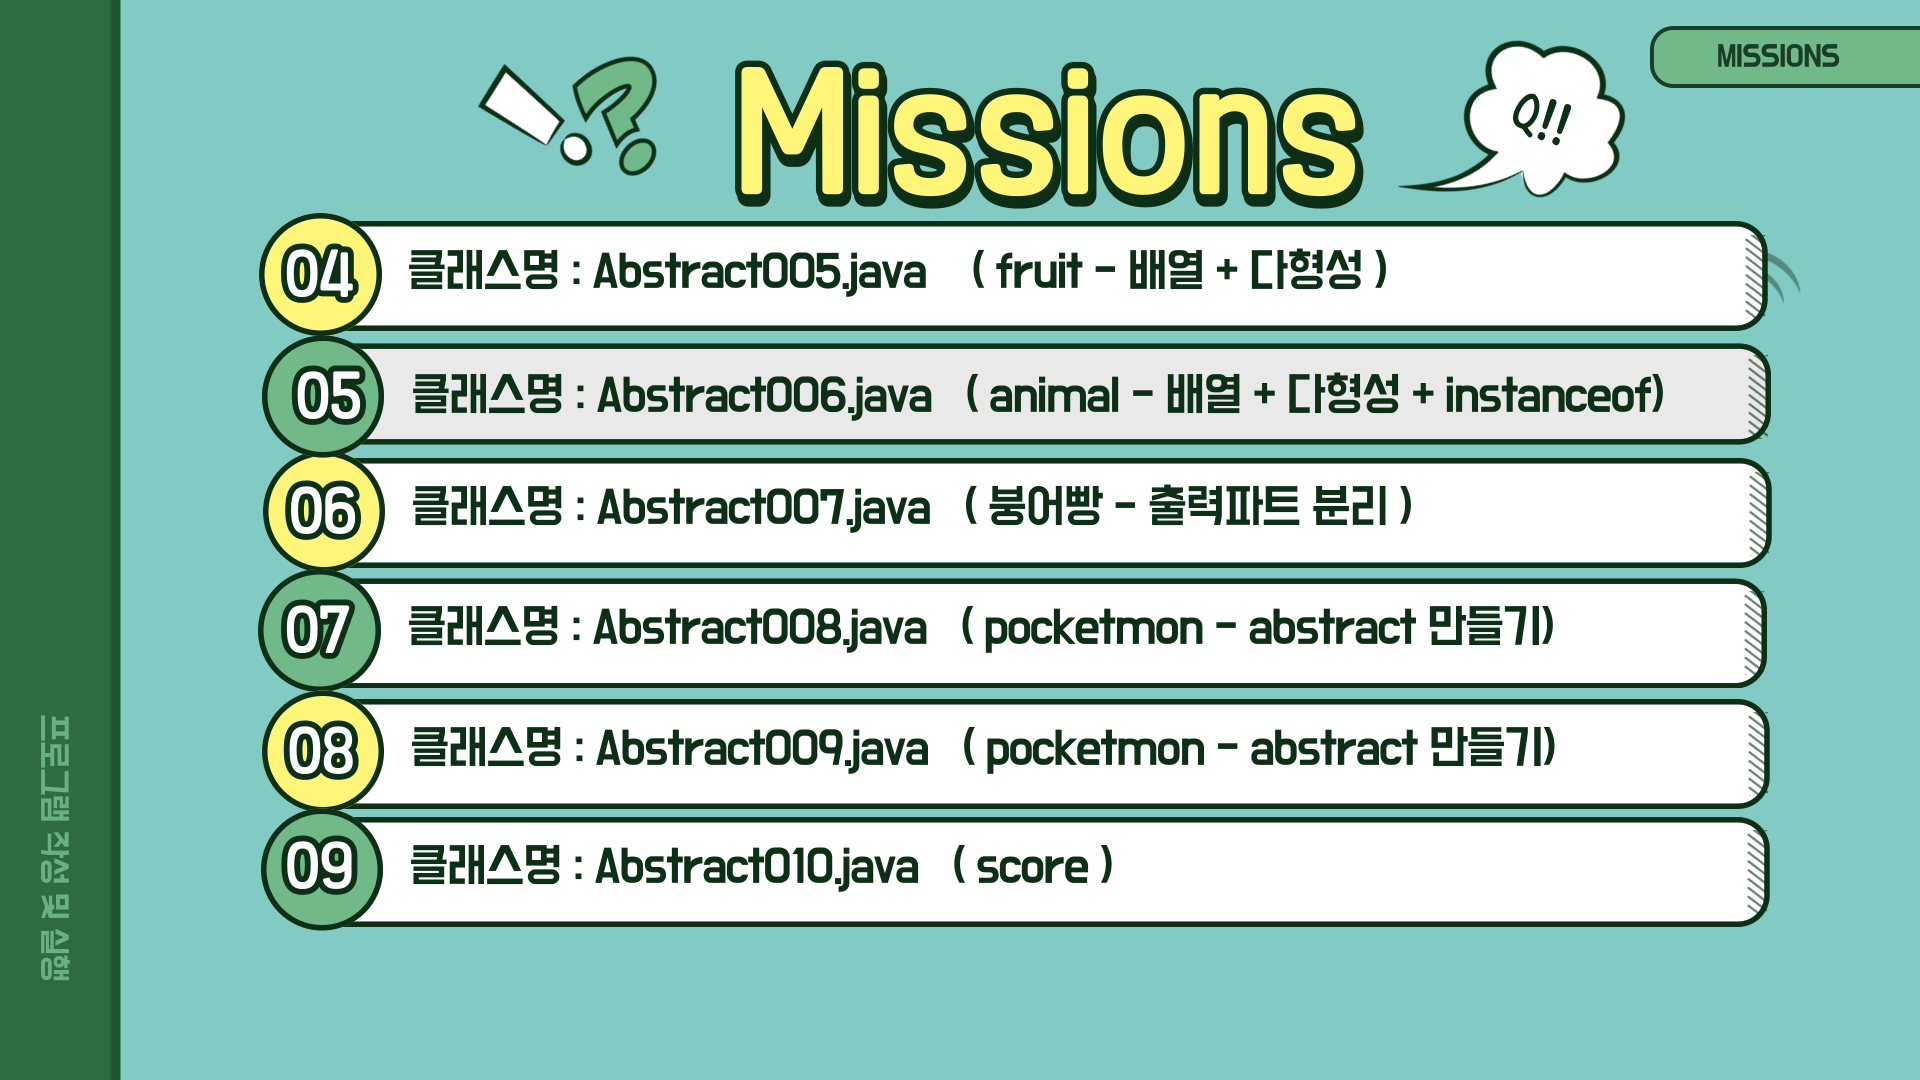 MISSIONS
Missions
Q!!
04 클래스명 : Abstract005.java ( fruit - 배열 + 다형성 )
05 클래스명 : Abstract006.java ( animal - 배열 + 다형성 + instanceof)
06 클래스명 : Abstract007.java ( 붕어빵 - 출력파트 분리 )
07 클래스명 : Abstract008.java ( pocketmon - abstract 만들기)
08 클래스명 : Abstract009.java ( pocketmon - abstract 만들기)
09 클래스명 : Abstract010.java ( score )
프로그램 작성 및 실행